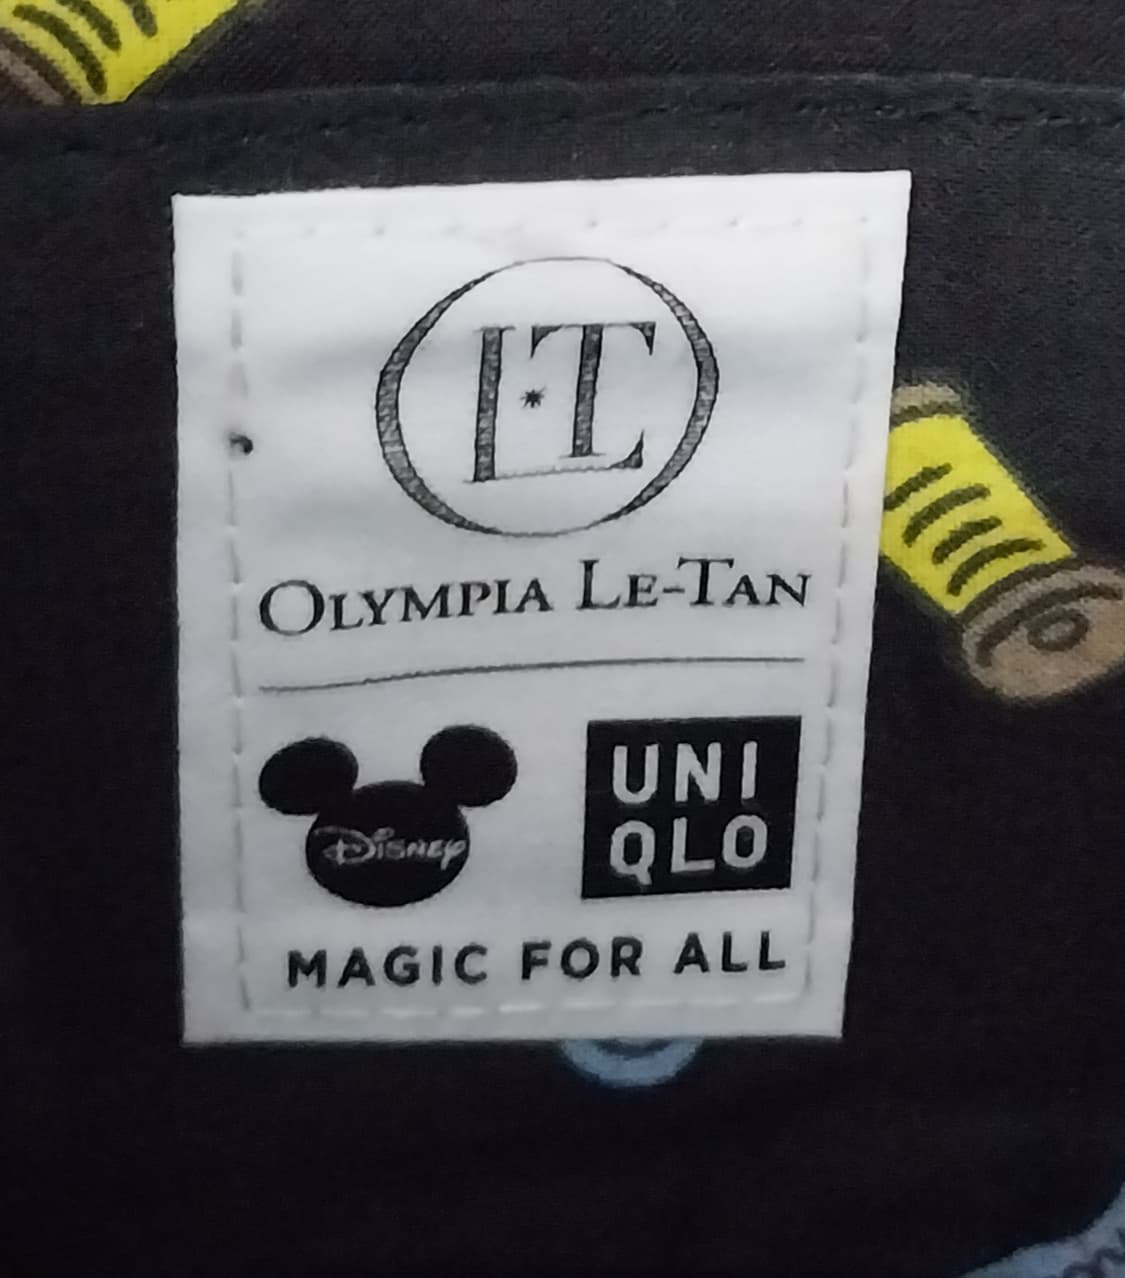 LT
OLYMPIA LE-TAN
Disney
UNI
QLO
MAGIC FOR ALL